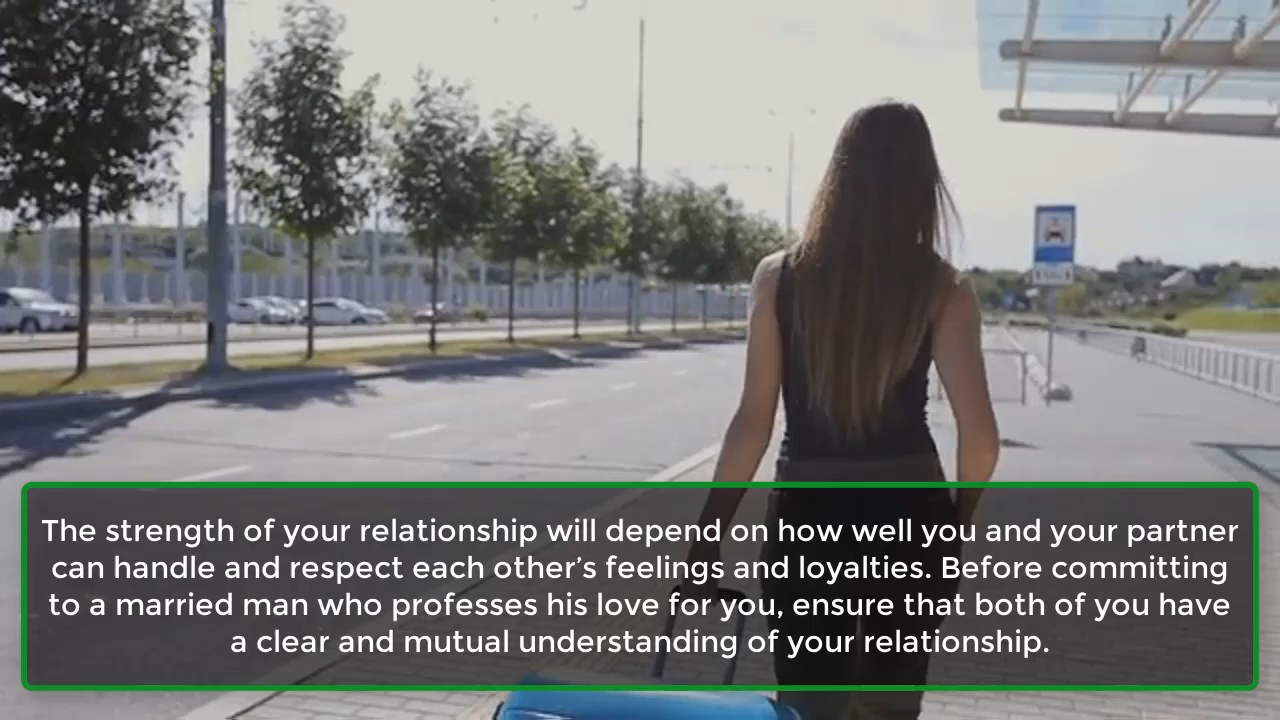 The strength of your relationship will depend on how well you and your partner
can handle and respect each other’s feelings and loyalties. Before committing
to a married man who professes his love for you, ensure that both of you have
a clear and mutual understanding of your relationship.